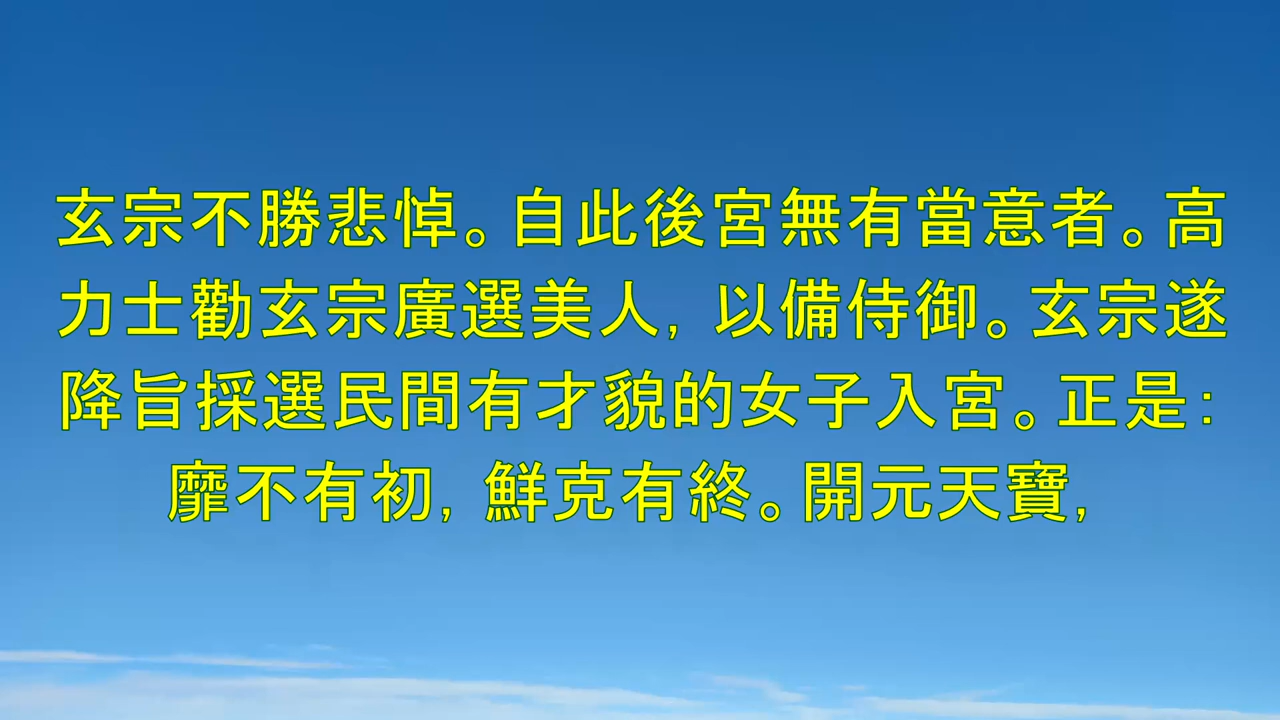 玄宗不勝悲悼。自此後宮無有當意者。高
力士勸玄宗廣選美人，以備侍御。玄宗遂
降旨採選民間有才貌的女子入宮。正是：
靡不有初，鮮克有終。開元天寶，